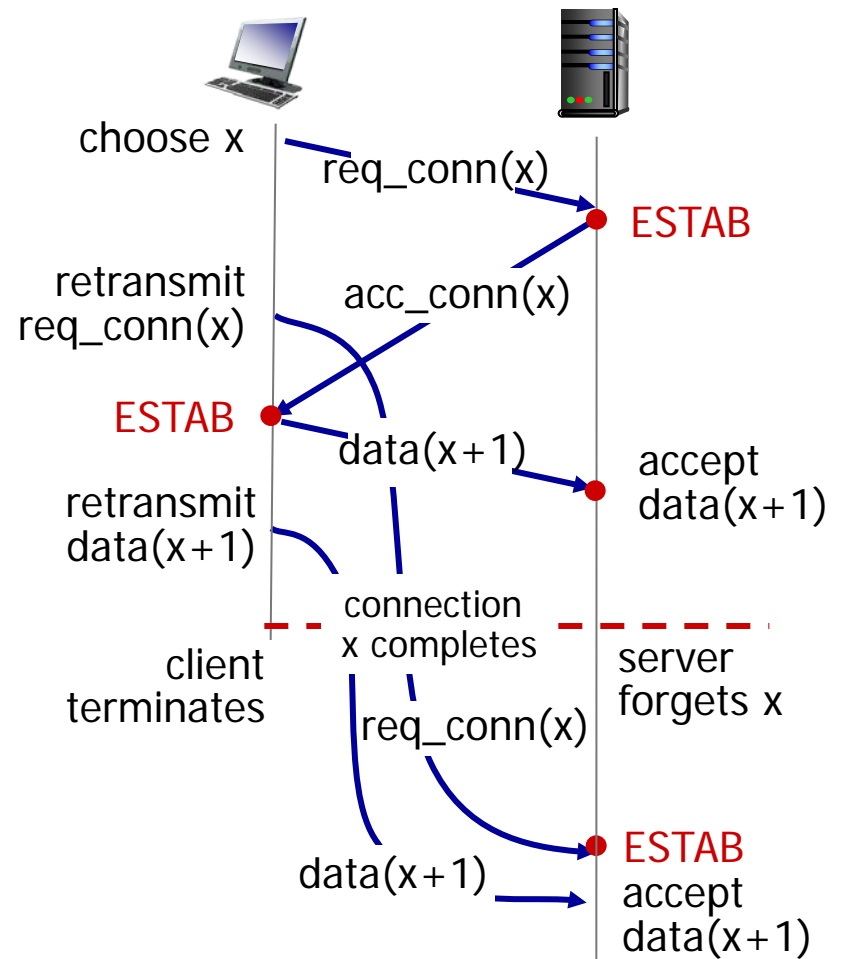 choose x
req_conn(x)
ESTAB
retransmit
req_conn(x)
acc_conn(x)
ESTAB
data(x+1)
accept
data(x+1)
retransmit
data(x+1)
connection
x completes
client
terminates
server
forgets x
req_conn(x)
ESTAB
data(x+1)
accept
data(x+1)